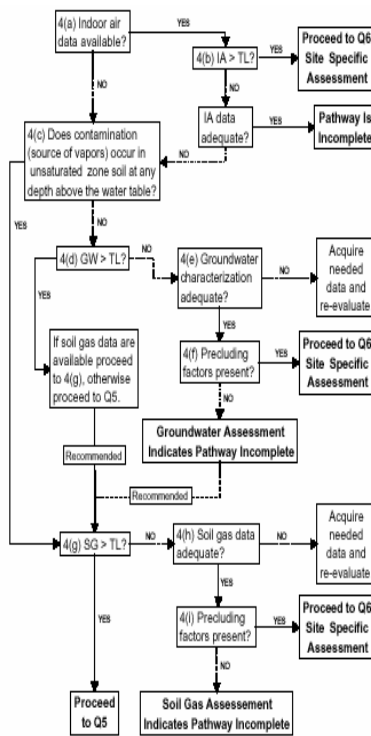 4(a) Indoor air
data available?
YES
4(b) IA > TL?
YES
Proceed to Q6
Site Specific
Assessment
NO
NO
4(c) Does contamination
(source of vapors) occur in
unsaturated zone soil at any
depth above the water table?
NO
IA data
adequate?
YES
Pathway Is
Incomplete
YES
NO
4(d) GW > TL?
NO
4(e) Groundwater
characterization
adequate?
NO
Acquire
needed
data and
re-evaluate
YES
YES
If soil gas data are
available proceed
to 4(g), otherwise
proceed to Q5.
4(f) Precluding
factors present?
YES
Proceed to Q6
Site Specific
Assessment
NO
Groundwater Assessment
Indicates Pathway Incomplete
Recommended
Recommended
4(g) SG > TL?
NO
4(h) Soil gas data
adequate?
NO
Acquire
needed
data and
re-evaluate
YES
YES
4(i) Precluding
factors present?
YES
Proceed to Q6
Site Specific
Assessment
NO
Proceed
to Q5
Soil Gas Assessement
Indicates Pathway Incomplete